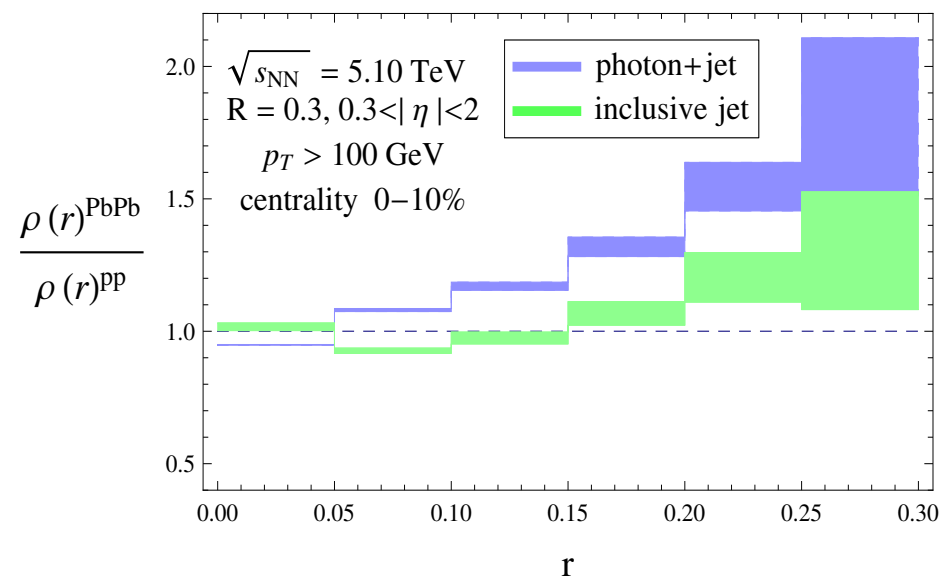 ρ (r)^PbPb
ρ (r)^pp
√s_NN = 5.10 TeV
R = 0.3, 0.3<| η |<2
p_T > 100 GeV
centrality 0–10%
photon+jet
inclusive jet
2.0
1.5
1.0
0.5
0.00 0.05 0.10 0.15 0.20 0.25 0.30
r